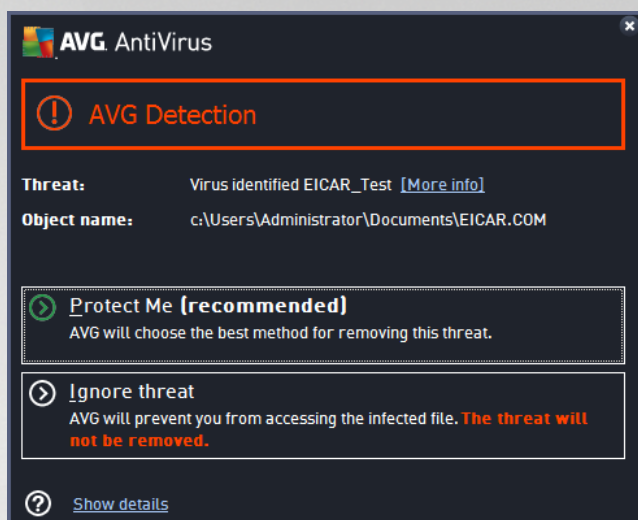 AVG. AntiVirus
AVG Detection
Threat: Virus identified EICAR_Test [More info]
Object name: c:\Users\Administrator\Documents\EICAR.COM
Protect Me (recommended)
AVG will choose the best method for removing this threat.
Ignore threat
AVG will prevent you from accessing the infected file. The threat will
not be removed.
Show details